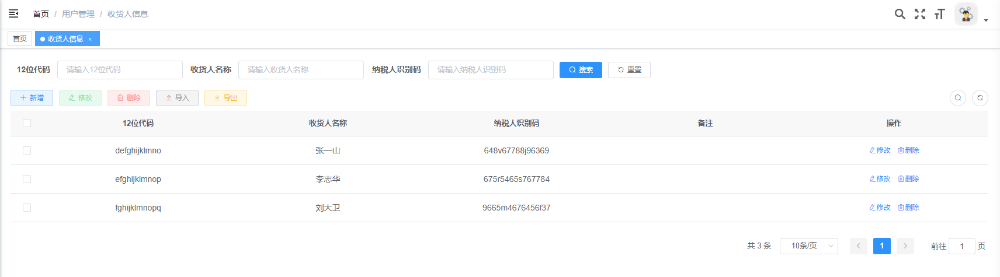 首页 / 用户管理 / 收货人信息
首页 收货人信息 ×
12位代码 请输入12位代码 收货人名称 请输入收货人名称 纳税人识别码 请输入纳税人识别码 搜索 重置
新增 修改 删除 导入 导出
12位代码 收货人名称 纳税人识别码 备注 操作
defghijklmno 张一山 648v67788j96369 修改 删除
efghijklmnop 李志华 675r5465s767784 修改 删除
fghijklmnopq 刘大卫 9665m4676456f37 修改 删除
共 3 条 10条/页 1 前往 1 页